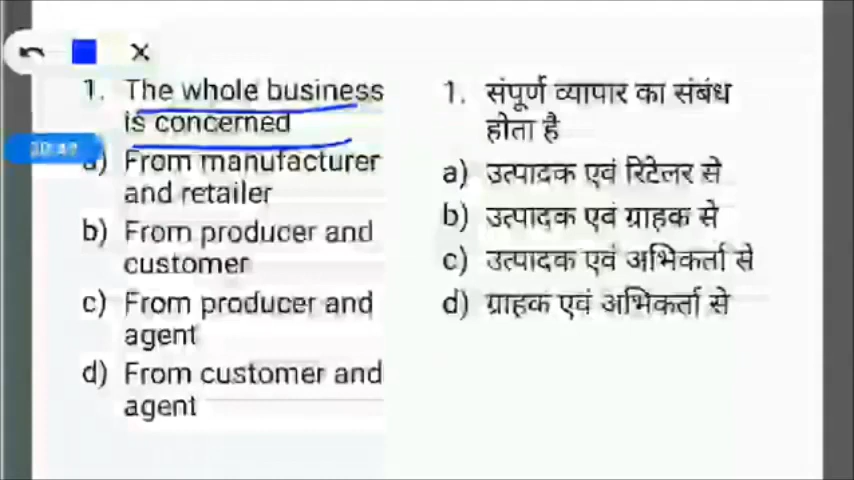 1. The whole business
is concerned
a) From manufacturer
and retailer
b) From producer and
customer
c) From producer and
agent
d) From customer and
agent
1. संपूर्ण व्यापार का संबंध
होता है
a) उत्पादक एवं रिटेलर से
b) उत्पादक एवं ग्राहक से
c) उत्पादक एवं अभिकर्ता से
d) ग्राहक एवं अभिकर्ता से